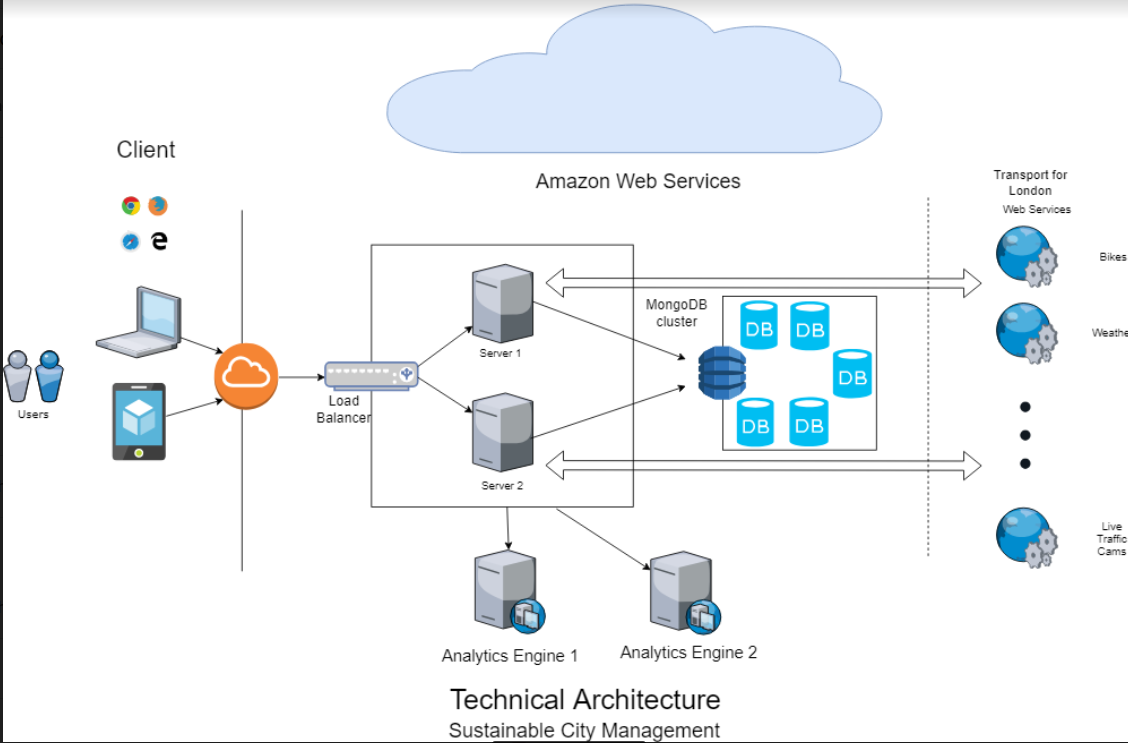 Client
Amazon Web Services
Transport for
London
Web Services
Bikes
MongoDB
cluster
DB
DB
Weathe
Server 1
DB
Load
Balancer
Users
DB
DB
Server 2
Live
Traffic
Cams
Analytics Engine 1
Analytics Engine 2
Technical Architecture
Sustainable City Management